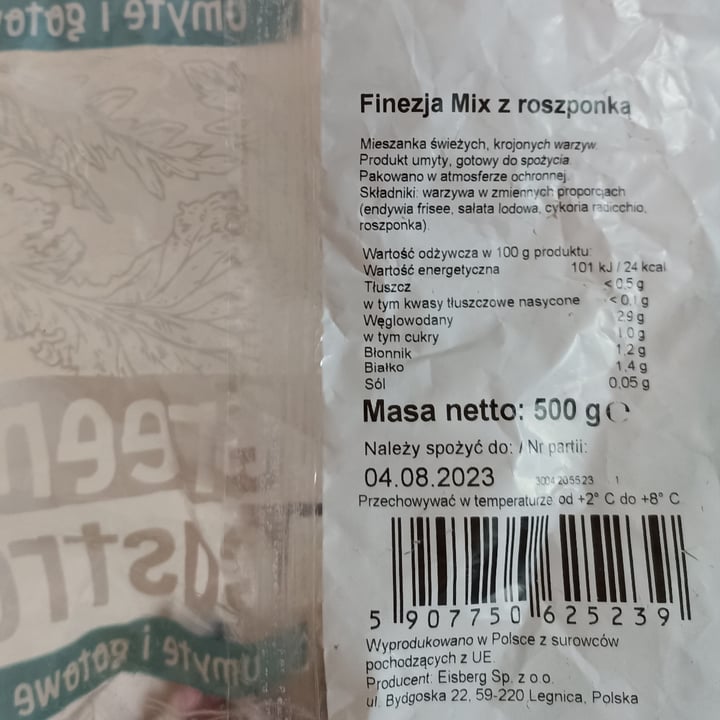 umyte i gotowe
green
gastro
umyte i gotowe
Finezja Mix z roszponką
Mieszanka świeżych, krojonych warzyw.
Produkt umyty, gotowy do spożycia.
Pakowano w atmosferze ochronnej.
Składniki: warzywa w zmiennych proporcjach
(endywia frisee, sałata lodowa, cykoria radicchio,
roszponka).
Wartość odżywcza w 100 g produktu:
Wartość energetyczna 101 kJ / 24 kcal
Tłuszcz <0,5 g
w tym kwasy tłuszczowe nasycone <0,1 g
Węglowodany 2,9 g
w tym cukry 1,0 g
Błonnik 1,2 g
Białko 1,4 g
Sól 0,05 g
Masa netto: 500 g ℮
Należy spożyć do: / Nr partii:
04.08.2023 3004205523 1
Przechowywać w temperaturze od +2° C do +8° C
5 907750 625239
Wyprodukowano w Polsce z surowców
pochodzących z UE.
Producent: Eisberg Sp. z o.o.
ul. Bydgoska 22, 59-220 Legnica, Polska